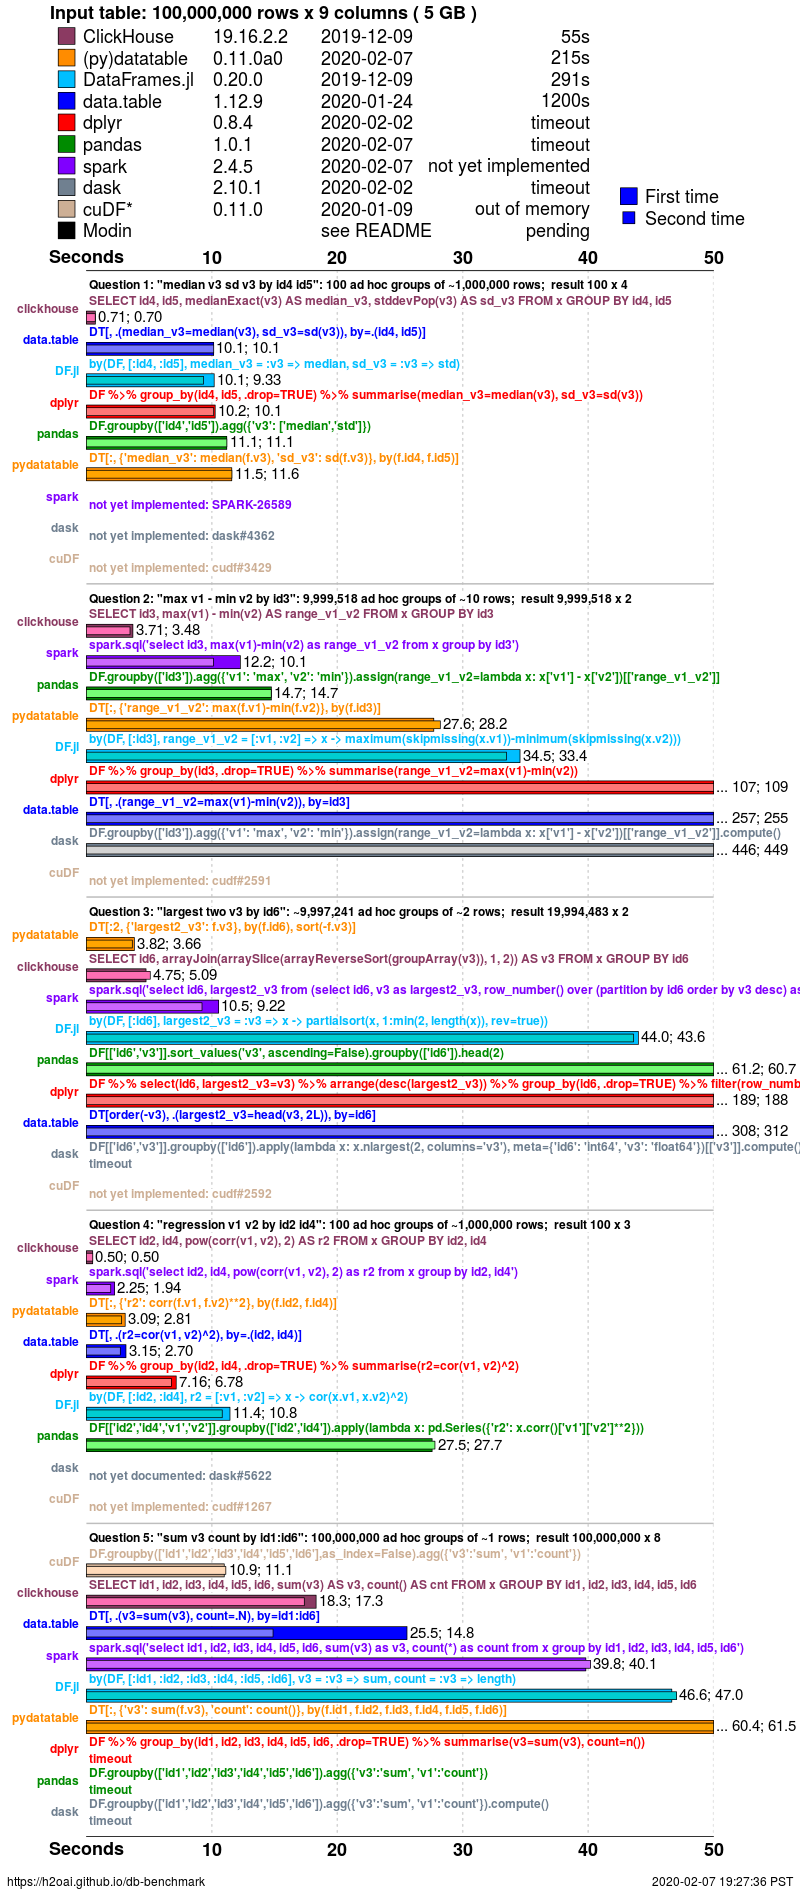 Input table: 100,000,000 rows x 9 columns ( 5 GB )
ClickHouse 19.16.2.2 2019-12-09 55s
(py)datatable 0.11.0a0 2020-02-07 215s
DataFrames.jl 0.20.0 2019-12-09 291s
data.table 1.12.9 2020-01-24 1200s
dplyr 0.8.4 2020-02-02 timeout
pandas 1.0.1 2020-02-07 timeout
spark 2.4.5 2020-02-07 not yet implemented
dask 2.10.1 2020-02-02 timeout
cuDF* 0.11.0 2020-01-09 out of memory
Modin see README pending
First time
Second time
Seconds 10 20 30 40 50
Question 1: "median v3 sd v3 by id4 id5": 100 ad hoc groups of ~1,000,000 rows; result 100 x 4
SELECT id4, id5, medianExact(v3) AS median_v3, stddevPop(v3) AS sd_v3 FROM x GROUP BY id4, id5
clickhouse 0.71; 0.70
DT[, .(median_v3=median(v3), sd_v3=sd(v3)), by=.(id4, id5)]
data.table 10.1; 10.1
by(DF, [:id4, :id5], median_v3 = :v3 => median, sd_v3 = :v3 => std)
DF.jl 10.1; 9.33
DF %>% group_by(id4, id5, .drop=TRUE) %>% summarise(median_v3=median(v3), sd_v3=sd(v3))
dplyr 10.2; 10.1
DF.groupby(['id4','id5']).agg({'v3': ['median','std']})
pandas 11.1; 11.1
DT[:, {'median_v3': median(f.v3), 'sd_v3': sd(f.v3)}, by(f.id4, f.id5)]
pydatatable 11.5; 11.6
spark not yet implemented: SPARK-26589
dask not yet implemented: dask#4362
cuDF not yet implemented: cudf#3429
Question 2: "max v1 - min v2 by id3": 9,999,518 ad hoc groups of ~10 rows; result 9,999,518 x 2
SELECT id3, max(v1) - min(v2) AS range_v1_v2 FROM x GROUP BY id3
clickhouse 3.71; 3.48
spark.sql('select id3, max(v1)-min(v2) as range_v1_v2 from x group by id3')
spark 12.2; 10.1
DF.groupby(['id3']).agg({'v1': 'max', 'v2': 'min'}).assign(range_v1_v2=lambda x: x['v1'] - x['v2'])[['range_v1_v2']]
pandas 14.7; 14.7
DT[:, {'range_v1_v2': max(f.v1)-min(f.v2)}, by(f.id3)]
pydatatable 27.6; 28.2
by(DF, [:id3], range_v1_v2 = [:v1, :v2] => x -> maximum(skipmissing(x.v1))-minimum(skipmissing(x.v2)))
DF.jl 34.5; 33.4
DF %>% group_by(id3, .drop=TRUE) %>% summarise(range_v1_v2=max(v1)-min(v2))
dplyr ... 107; 109
DT[, .(range_v1_v2=max(v1)-min(v2)), by=id3]
data.table ... 257; 255
DF.groupby(['id3']).agg({'v1': 'max', 'v2': 'min'}).assign(range_v1_v2=lambda x: x['v1'] - x['v2'])[['range_v1_v2']].compute()
dask ... 446; 449
cuDF not yet implemented: cudf#2591
Question 3: "largest two v3 by id6": ~9,997,241 ad hoc groups of ~2 rows; result 19,994,483 x 2
DT[:2, {'largest2_v3': f.v3}, by(f.id6), sort(-f.v3)]
pydatatable 3.82; 3.66
SELECT id6, arrayJoin(arraySlice(arrayReverseSort(groupArray(v3)), 1, 2)) AS v3 FROM x GROUP BY id6
clickhouse 4.75; 5.09
spark.sql('select id6, largest2_v3 from (select id6, v3 as largest2_v3, row_number() over (partition by id6 order by v3 desc) as
spark 10.5; 9.22
by(DF, [:id6], largest2_v3 = :v3 => x -> partialsort(x, 1:min(2, length(x)), rev=true))
DF.jl 44.0; 43.6
DF[['id6','v3']].sort_values('v3', ascending=False).groupby(['id6']).head(2)
pandas ... 61.2; 60.7
DF %>% select(id6, largest2_v3=v3) %>% arrange(desc(largest2_v3)) %>% group_by(id6, .drop=TRUE) %>% filter(row_numb
dplyr ... 189; 188
DT[order(-v3), .(largest2_v3=head(v3, 2L)), by=id6]
data.table ... 308; 312
DF[['id6','v3']].groupby(['id6']).apply(lambda x: x.nlargest(2, columns='v3'), meta={'id6': 'int64', 'v3': 'float64'})[['v3']].compute()
dask timeout
cuDF not yet implemented: cudf#2592
Question 4: "regression v1 v2 by id2 id4": 100 ad hoc groups of ~1,000,000 rows; result 100 x 3
SELECT id2, id4, pow(corr(v1, v2), 2) AS r2 FROM x GROUP BY id2, id4
clickhouse 0.50; 0.50
spark.sql('select id2, id4, pow(corr(v1, v2), 2) as r2 from x group by id2, id4')
spark 2.25; 1.94
DT[:, {'r2': corr(f.v1, f.v2)**2}, by(f.id2, f.id4)]
pydatatable 3.09; 2.81
DT[, .(r2=cor(v1, v2)^2), by=.(id2, id4)]
data.table 3.15; 2.70
DF %>% group_by(id2, id4, .drop=TRUE) %>% summarise(r2=cor(v1, v2)^2)
dplyr 7.16; 6.78
by(DF, [:id2, :id4], r2 = [:v1, :v2] => x -> cor(x.v1, x.v2)^2)
DF.jl 11.4; 10.8
DF[['id2','id4','v1','v2']].groupby(['id2','id4']).apply(lambda x: pd.Series({'r2': x.corr()['v1']['v2']**2}))
pandas 27.5; 27.7
dask not yet documented: dask#5622
cuDF not yet implemented: cudf#1267
Question 5: "sum v3 count by id1:id6": 100,000,000 ad hoc groups of ~1 rows; result 100,000,000 x 8
DF.groupby(['id1','id2','id3','id4','id5','id6'],as_index=False).agg({'v3':'sum', 'v1':'count'})
cuDF 10.9; 11.1
SELECT id1, id2, id3, id4, id5, id6, sum(v3) AS v3, count() AS cnt FROM x GROUP BY id1, id2, id3, id4, id5, id6
clickhouse 18.3; 17.3
DT[, .(v3=sum(v3), count=.N), by=id1:id6]
data.table 25.5; 14.8
spark.sql('select id1, id2, id3, id4, id5, id6, sum(v3) as v3, count(*) as count from x group by id1, id2, id3, id4, id5, id6')
spark 39.8; 40.1
by(DF, [:id1, :id2, :id3, :id4, :id5, :id6], v3 = :v3 => sum, count = :v3 => length)
DF.jl 46.6; 47.0
DT[:, {'v3': sum(f.v3), 'count': count()}, by(f.id1, f.id2, f.id3, f.id4, f.id5, f.id6)]
pydatatable ... 60.4; 61.5
DF %>% group_by(id1, id2, id3, id4, id5, id6, .drop=TRUE) %>% summarise(v3=sum(v3), count=n())
dplyr timeout
DF.groupby(['id1','id2','id3','id4','id5','id6']).agg({'v3':'sum', 'v1':'count'})
pandas timeout
DF.groupby(['id1','id2','id3','id4','id5','id6']).agg({'v3':'sum', 'v1':'count'}).compute()
dask timeout
Seconds 10 20 30 40 50
https://h2oai.github.io/db-benchmark 2020-02-07 19:27:36 PST